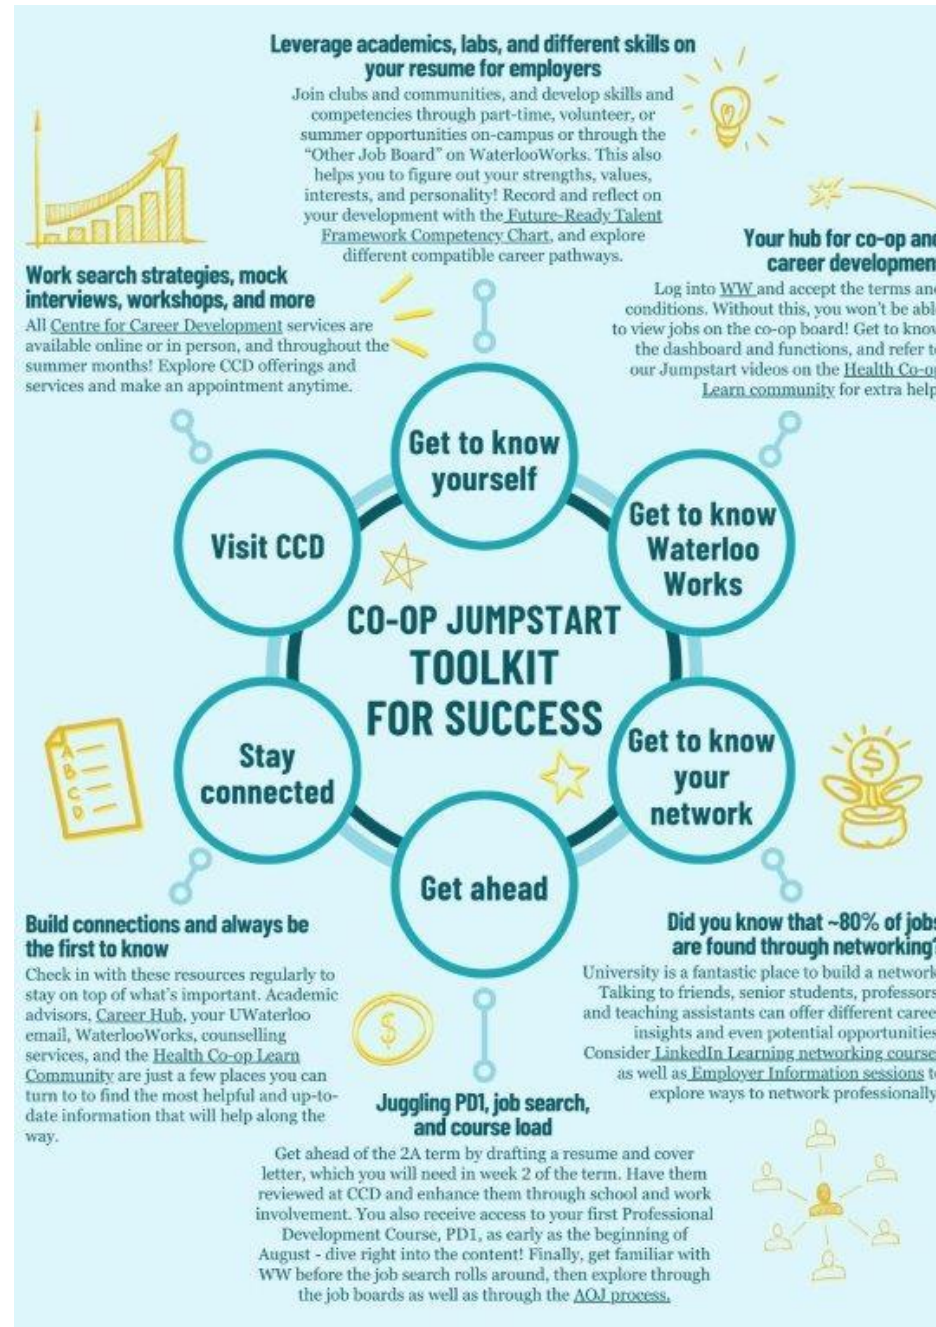 Leverage academics, labs, and different skills on
your resume for employers
Join clubs and communities, and develop skills and
competencies through part-time, volunteer, or
summer opportunities on-campus or through the
“Other Job Board” on WaterlooWorks. This also
helps you to figure out your strengths, values,
interests, and personality! Record and reflect on
your development with the Future-Ready Talent
Framework Competency Chart, and explore
different compatible career pathways.
Work search strategies, mock
interviews, workshops, and more
All Centre for Career Development services are
available online or in person, and throughout the
summer months! Explore CCD offerings and
services and make an appointment anytime.
Your hub for co-op and
career developmen
Log into WW and accept the terms and
conditions. Without this, you won’t be abl
to view jobs on the co-op board! Get to know
the dashboard and functions, and refer t
our Jumpstart videos on the Health Co-op
Learn community for extra help
Get to know
yourself
Visit CCD
Get to know
Waterloo
Works
CO-OP JUMPSTART
TOOLKIT
FOR SUCCESS
Stay
connected
Get to know
your
network
Get ahead
A
B
C
D
$
$
Build connections and always be
the first to know
Check in with these resources regularly to
stay on top of what’s important. Academic
advisors, Career Hub, your UWaterloo
email, WaterlooWorks, counselling
services, and the Health Co-op Learn
Community are just a few places you can
turn to to find the most helpful and up-to-
date information that will help along the
way.
Did you know that ~80% of jobs
are found through networking?
University is a fantastic place to build a network
Talking to friends, senior students, professors
and teaching assistants can offer different caree
insights and even potential opportunities
Consider LinkedIn Learning networking course
as well as Employer Information sessions t
explore ways to network professionally
Juggling PD1, job search,
and course load
Get ahead of the 2A term by drafting a resume and cover
letter, which you will need in week 2 of the term. Have them
reviewed at CCD and enhance them through school and work
involvement. You also receive access to your first Professional
Development Course, PD1, as early as the beginning of
August - dive right into the content! Finally, get familiar with
WW before the job search rolls around, then explore through
the job boards as well as through the AOJ process.